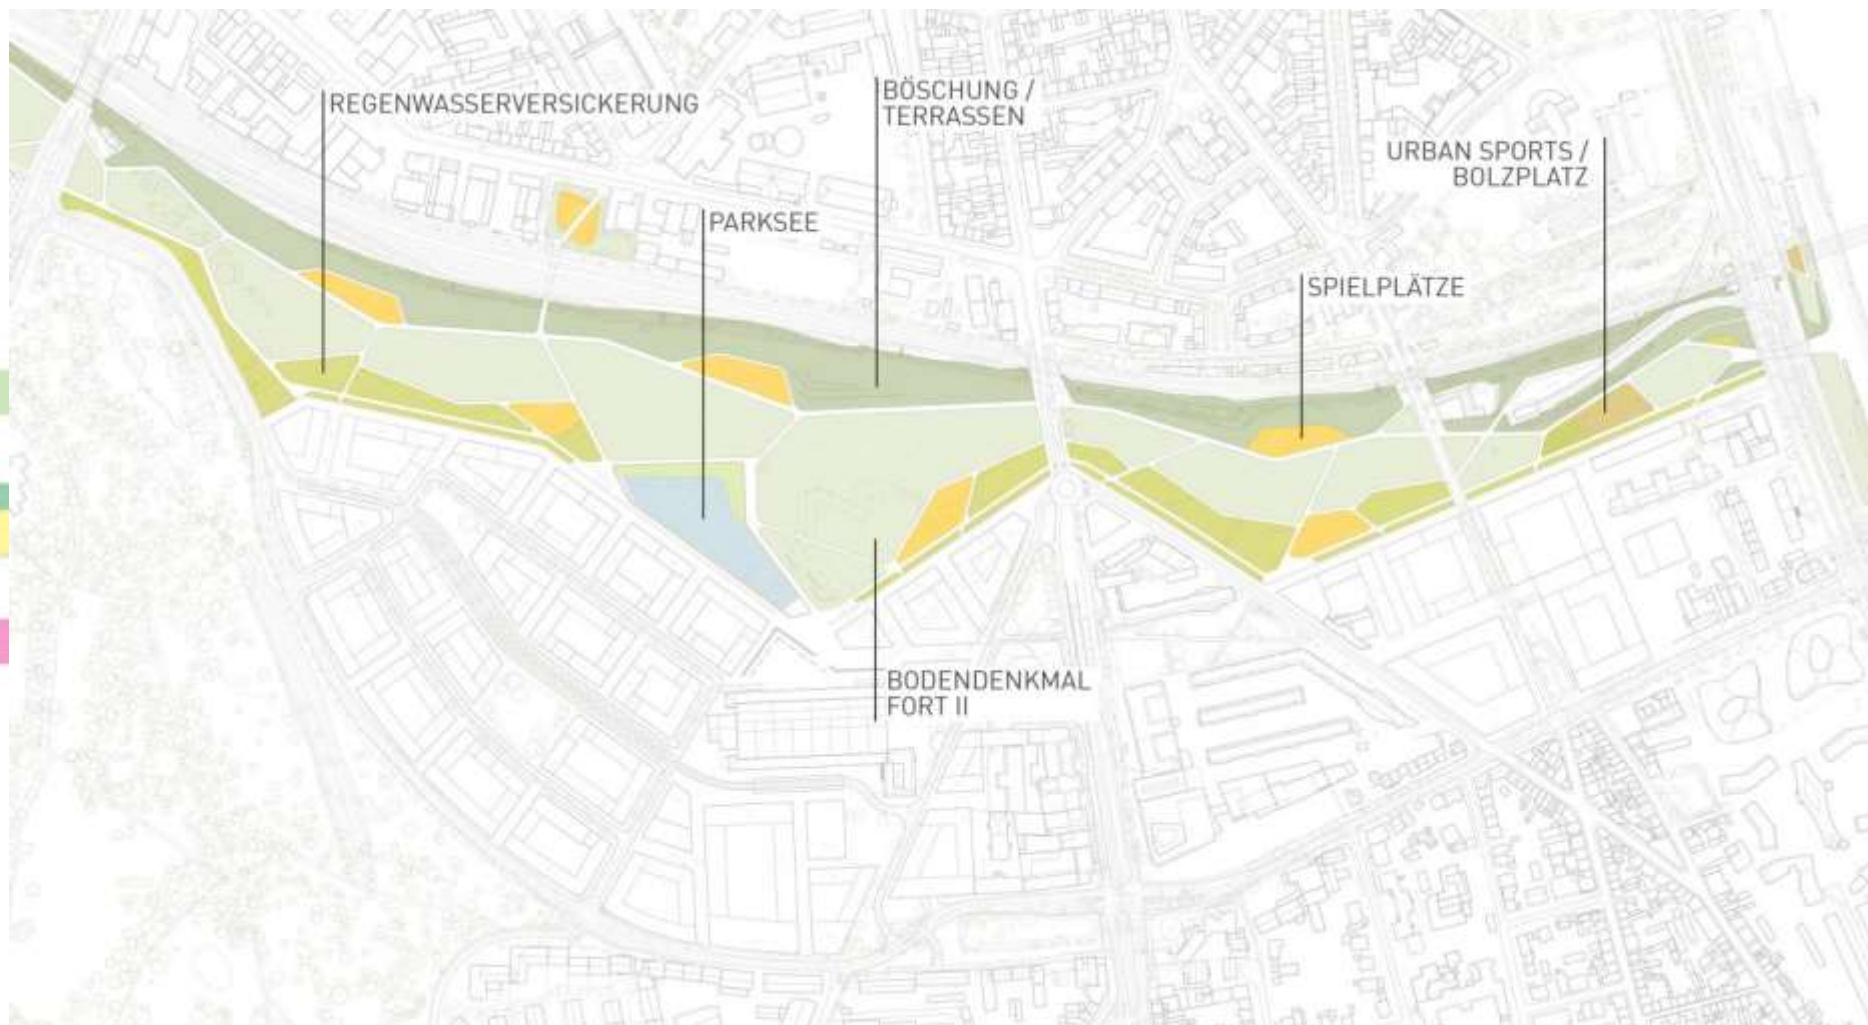 REGENWASSERVERSICKERUNG
BÖSCHUNG /
TERRASSEN
URBAN SPORTS /
BOLZPLATZ
PARKSEE
SPIELPLÄTZE
BODENDENKMAL
FORT II